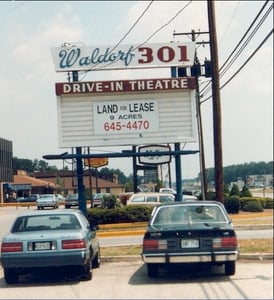 Waldorf 301
DRIVE-IN THEATRE
LAND FOR LEASE
9 ACRES
645-4470